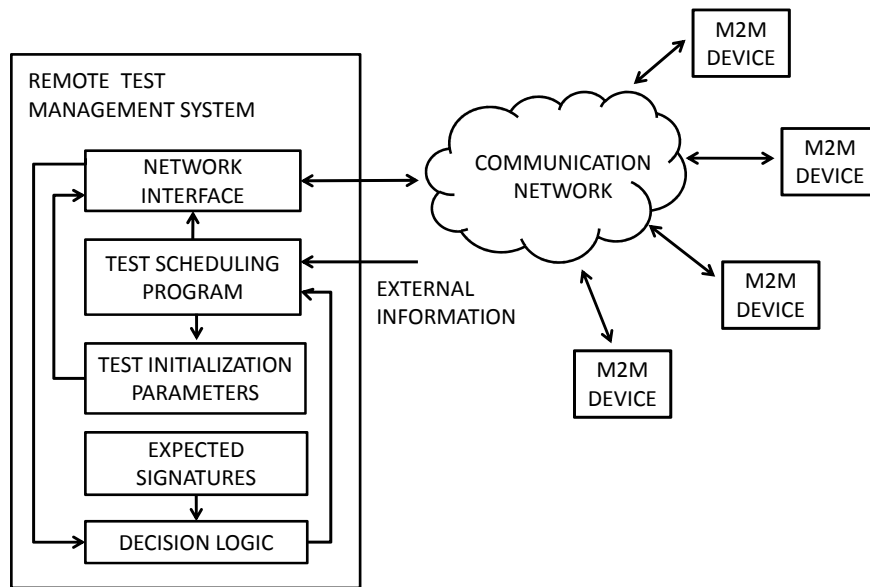 REMOTE TEST
MANAGEMENT SYSTEM
NETWORK
INTERFACE
TEST SCHEDULING
PROGRAM
TEST INITIALIZATION
PARAMETERS
EXPECTED
SIGNATURES
DECISION LOGIC
EXTERNAL
INFORMATION
COMMUNICATION
NETWORK
M2M
DEVICE
M2M
DEVICE
M2M
DEVICE
M2M
DEVICE